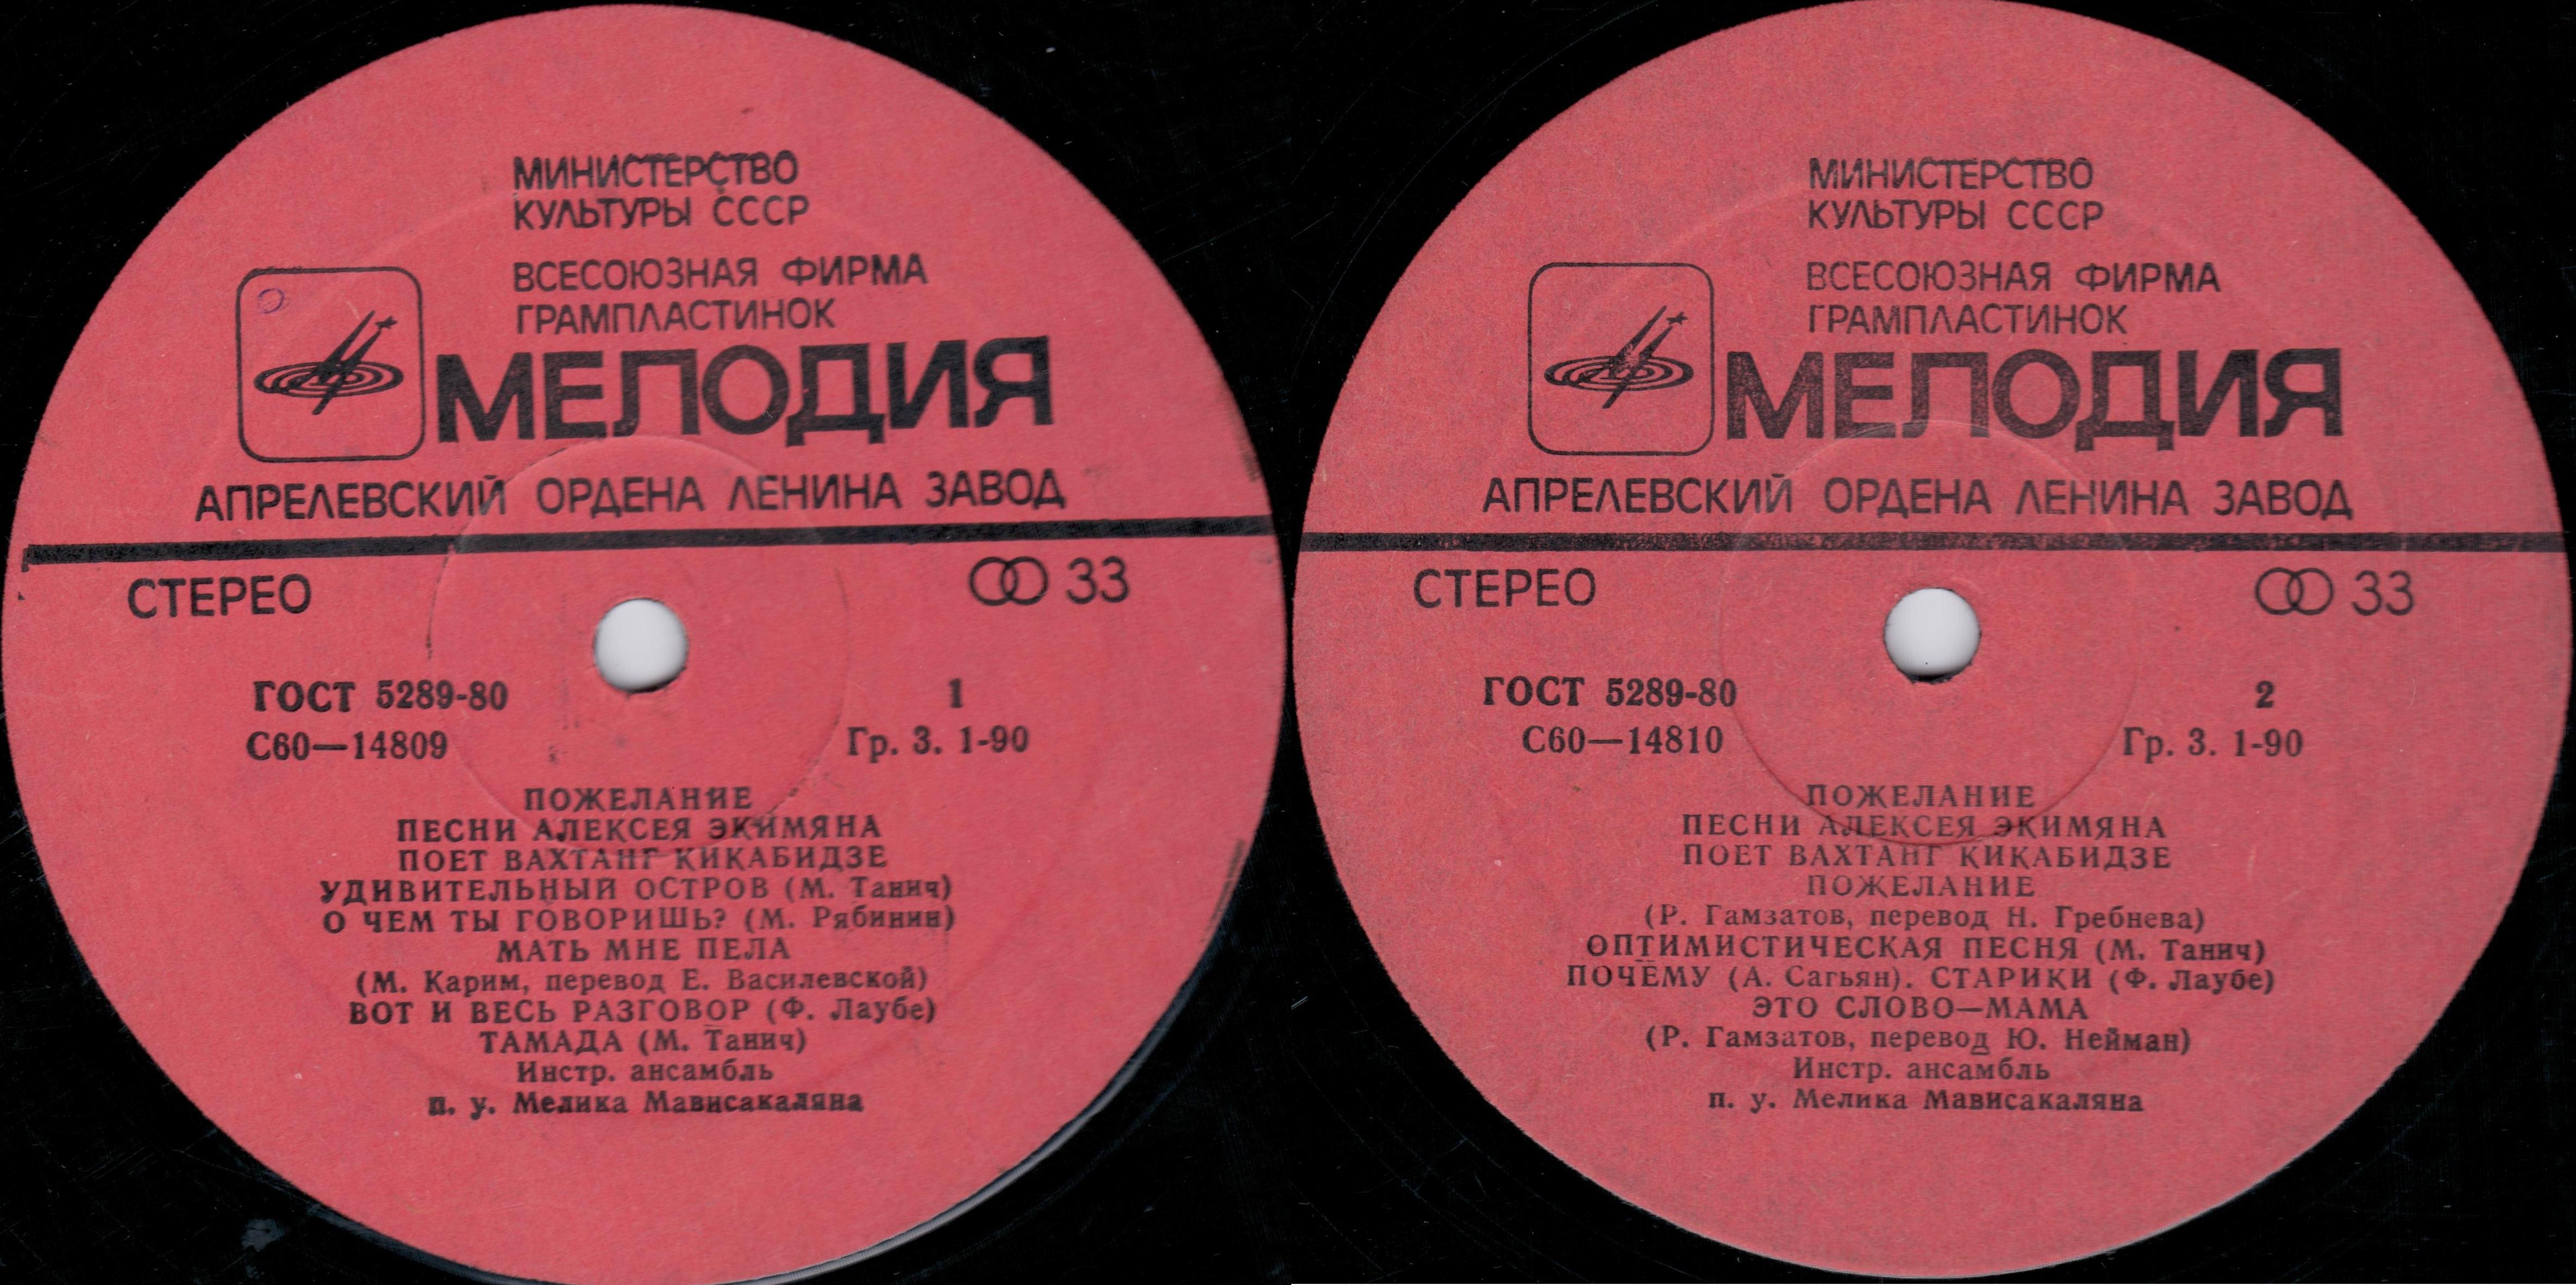 МИНИСТЕРСТВО
КУЛЬТУРЫ СССР
ВСЕСОЮЗНАЯ ФИРМА
ГРАМПЛАСТИНОК
МЕЛОДИЯ
АПРЕЛЕВСКИЙ ОРДЕНА ЛЕНИНА ЗАВОД
СТЕРЕО
33
ГОСТ 5289-80
1
С60—14809
Гр. 3. 1-90
ПОЖЕЛАНИЕ
ПЕСНИ АЛЕКСЕЯ ЭКИМЯНА
ПОЕТ ВАХТАНГ КИКАБИДЗЕ
УДИВИТЕЛЬНЫЙ ОСТРОВ (М. Танич)
О ЧЕМ ТЫ ГОВОРИШЬ? (М. Рябинин)
МАТЬ МНЕ ПЕЛА
(М. Карим, перевод Е. Василевской)
ВОТ И ВЕСЬ РАЗГОВОР (Ф. Лаубе)
ТАМАДА (М. Танич)
Инстр. ансамбль
п. у. Мелика Мависакаляна
МИНИСТЕРСТВО
КУЛЬТУРЫ СССР
ВСЕСОЮЗНАЯ ФИРМА
ГРАМПЛАСТИНОК
МЕЛОДИЯ
АПРЕЛЕВСКИЙ ОРДЕНА ЛЕНИНА ЗАВОД
СТЕРЕО
33
ГОСТ 5289-80
2
С60—14810
Гр. 3. 1-90
ПОЖЕЛАНИЕ
ПЕСНИ АЛЕКСЕЯ ЭКИМЯНА
ПОЕТ ВАХТАНГ КИКАБИДЗЕ
ПОЖЕЛАНИЕ
(Р. Гамзатов, перевод Н. Гребнева)
ОПТИМИСТИЧЕСКАЯ ПЕСНЯ (М. Танич)
ПОЧЕМУ (А. Сагьян). СТАРИКИ (Ф. Лаубе)
ЭТО СЛОВО—МАМА
(Р. Гамзатов, перевод Ю. Нейман)
Инстр. ансамбль
п. у. Мелика Мависакаляна